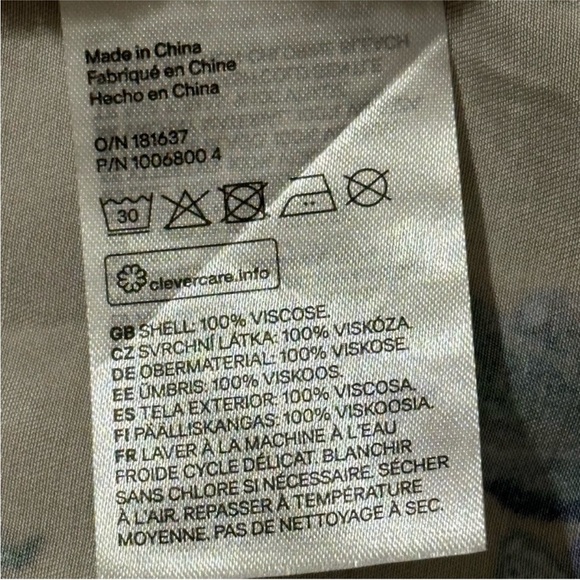 Made in China
Fabriqué en Chine
Hecho en China
O/N 181637
P/N 1006800 4
30
clevercare.info
GB SHELL: 100% VISCOSE.
CZ SVRCHNÍ LÁTKA: 100% VISKÓZA.
DE OBERMATERIAL: 100% VISKOSE.
EE ÜMBRIS: 100% VISKOOS.
ES TELA EXTERIOR: 100% VISCOSA.
FI PÄÄLLISKANGAS: 100% VISKOOSIA.
FR LAVER À LA MACHINE À L'EAU
FROIDE CYCLE DÉLICAT. BLANCHIR
SANS CHLORE SI NÉCESSAIRE. SÉCHER
À L'AIR. REPASSER À TEMPÉRATURE
MOYENNE. PAS DE NETTOYAGE À SEC.